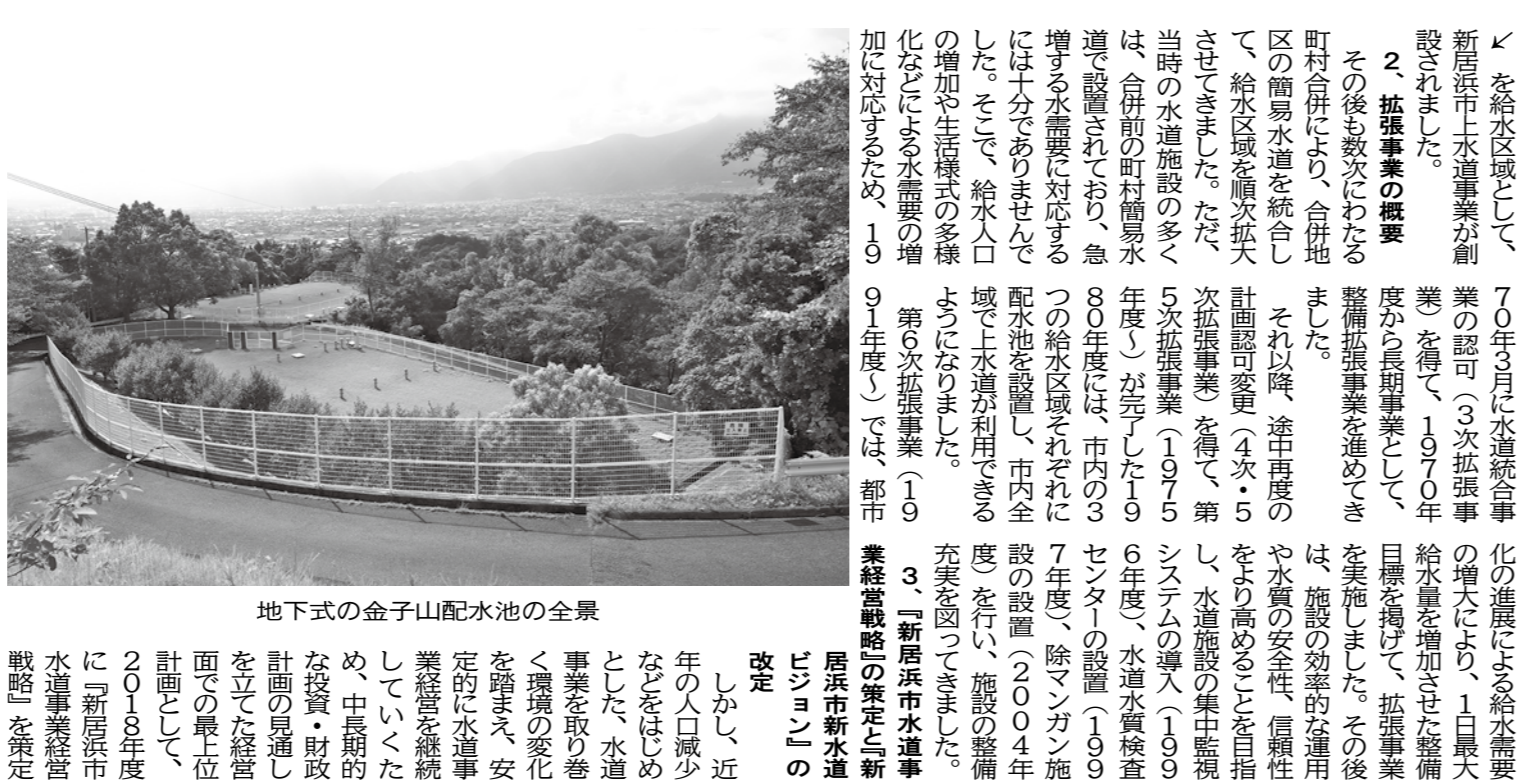 ↙を給水区域として、
新居浜市上水道事業が創
設されました。
2、拡張事業の概要
その後も数次にわたる
町村合併により、合併地
区の簡易水道を統合し
て、給水区域を順次拡大
させてきました。ただ、
当時の水道施設の多く
は、合併前の町村簡易水
道で設置されており、急
増する水需要に対応する
には十分でありませんで
した。そこで、給水人口
の増加や生活様式の多様
化などによる水需要の増
加に対応するため、19
70年3月に水道統合事
業の認可（3次拡張事
業）を得て、1970年
度から長期事業として、
整備拡張事業を進めてき
ました。
それ以降、途中再度の
計画認可変更（4次・5
次拡張事業）を得て、第
5次拡張事業（1975
年度～）が完了した19
80年度には、市内の3
つの給水区域それぞれに
配水池を設置し、市内全
域で上水道が利用できる
ようになりました。
第6次拡張事業（19
91年度～）では、都市
化の進展による給水需要
の増大により、1日最大
給水量を増加させた整備
目標を掲げて、拡張事業
を実施しました。その後
は、施設の効率的な運用
や水質の安全性、信頼性
をより高めることを目指
し、水道施設の集中監視
システムの導入（199
6年度）、水道水質検査
センターの設置（199
7年度）、除マンガン施
設の設置（2004年
度）を行い、施設の整備
充実を図ってきました。
3、『新居浜市水道事
業経営戦略』の策定と『新
居浜市新水道
ビジョン』の
改定
しかし、近
年の人口減少
などをはじめ
とした、水道
事業を取り巻
く環境の変化
を踏まえ、安
定的に水道事
業経営を継続
していくた
め、中長期的
な投資・財政
計画の見通し
を立てた経営
面での最上位
計画として、
2018年度
に『新居浜市
水道事業経営
戦略』を策定
地下式の金子山配水池の全景